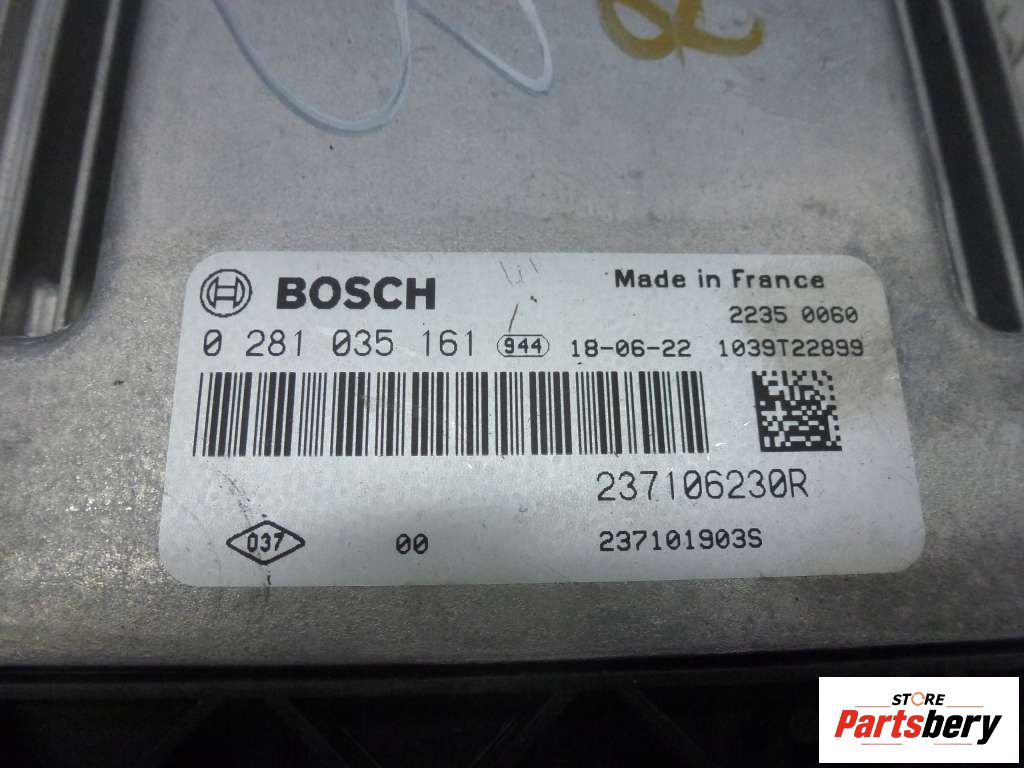 BOSCH
Made in France
2235 0060
0 281 035 161 944 18-06-22 1039T22899
237106230R
037 00 237101903S
STORE
Partsbery